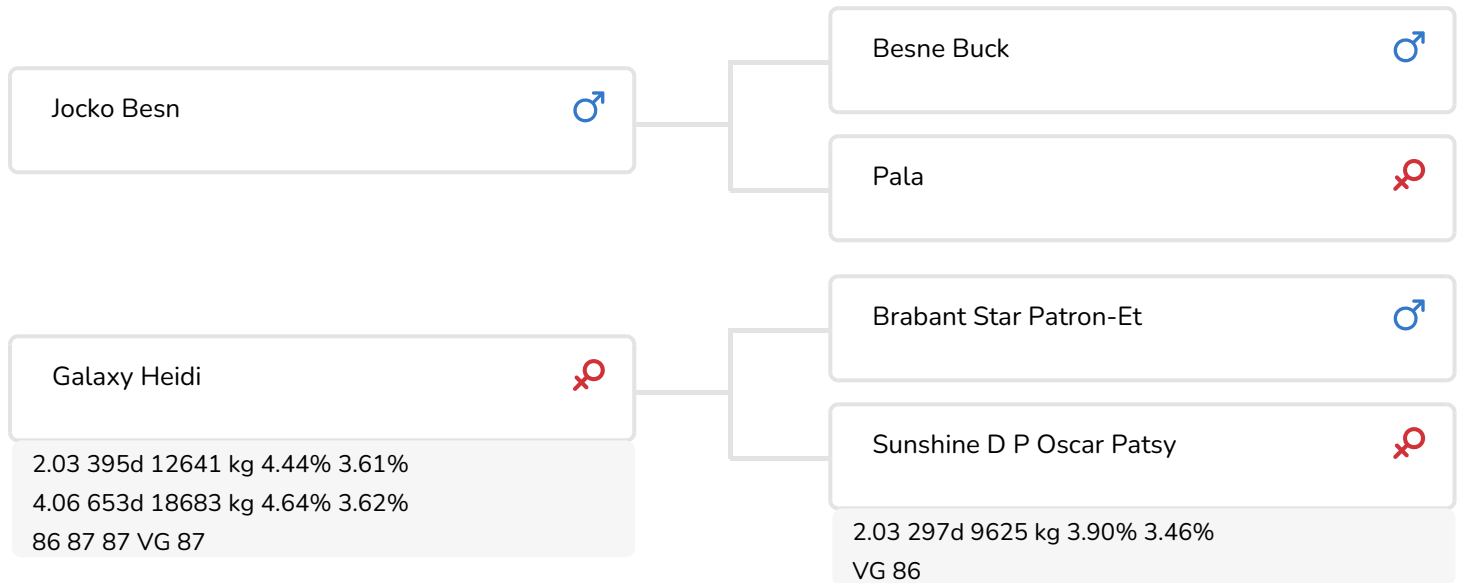 Jocko Besn
Besne Buck
Pala
Galaxy Heidi
2.03 395d 12641 kg 4.44% 3.61%
4.06 653d 18683 kg 4.64% 3.62%
86 87 87 VG 87
Brabant Star Patron-Et
Sunshine D P Oscar Patsy
2.03 297d 9625 kg 3.90% 3.46%
VG 86